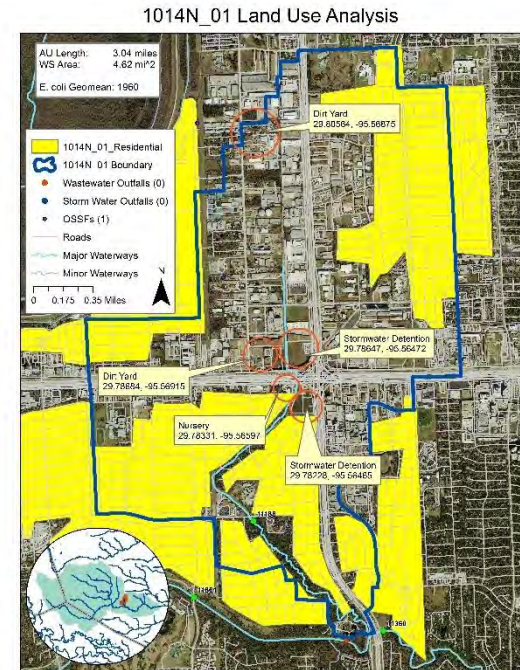 1014N_01 Land Use Analysis
AU Length: 3.04 miles
WS Area: 4.62 mi^2
E. coli Geomean: 1960
1014N_01_Residential
1014N_01 Boundary
Wastewater Outfalls (0)
Storm Water Outfalls (0)
OSSFs (1)
Roads
Major Waterways
Minor Waterways
0 0.175 0.35 Miles
N
Dirt Yard
29.80564, -95.56875
Stormwater Detention
29.78647, -95.56472
Dirt Yard
29.78684, -95.56915
Nursery
29.78331, -95.56597
Stormwater Detention
29.78228, -95.56465
11360